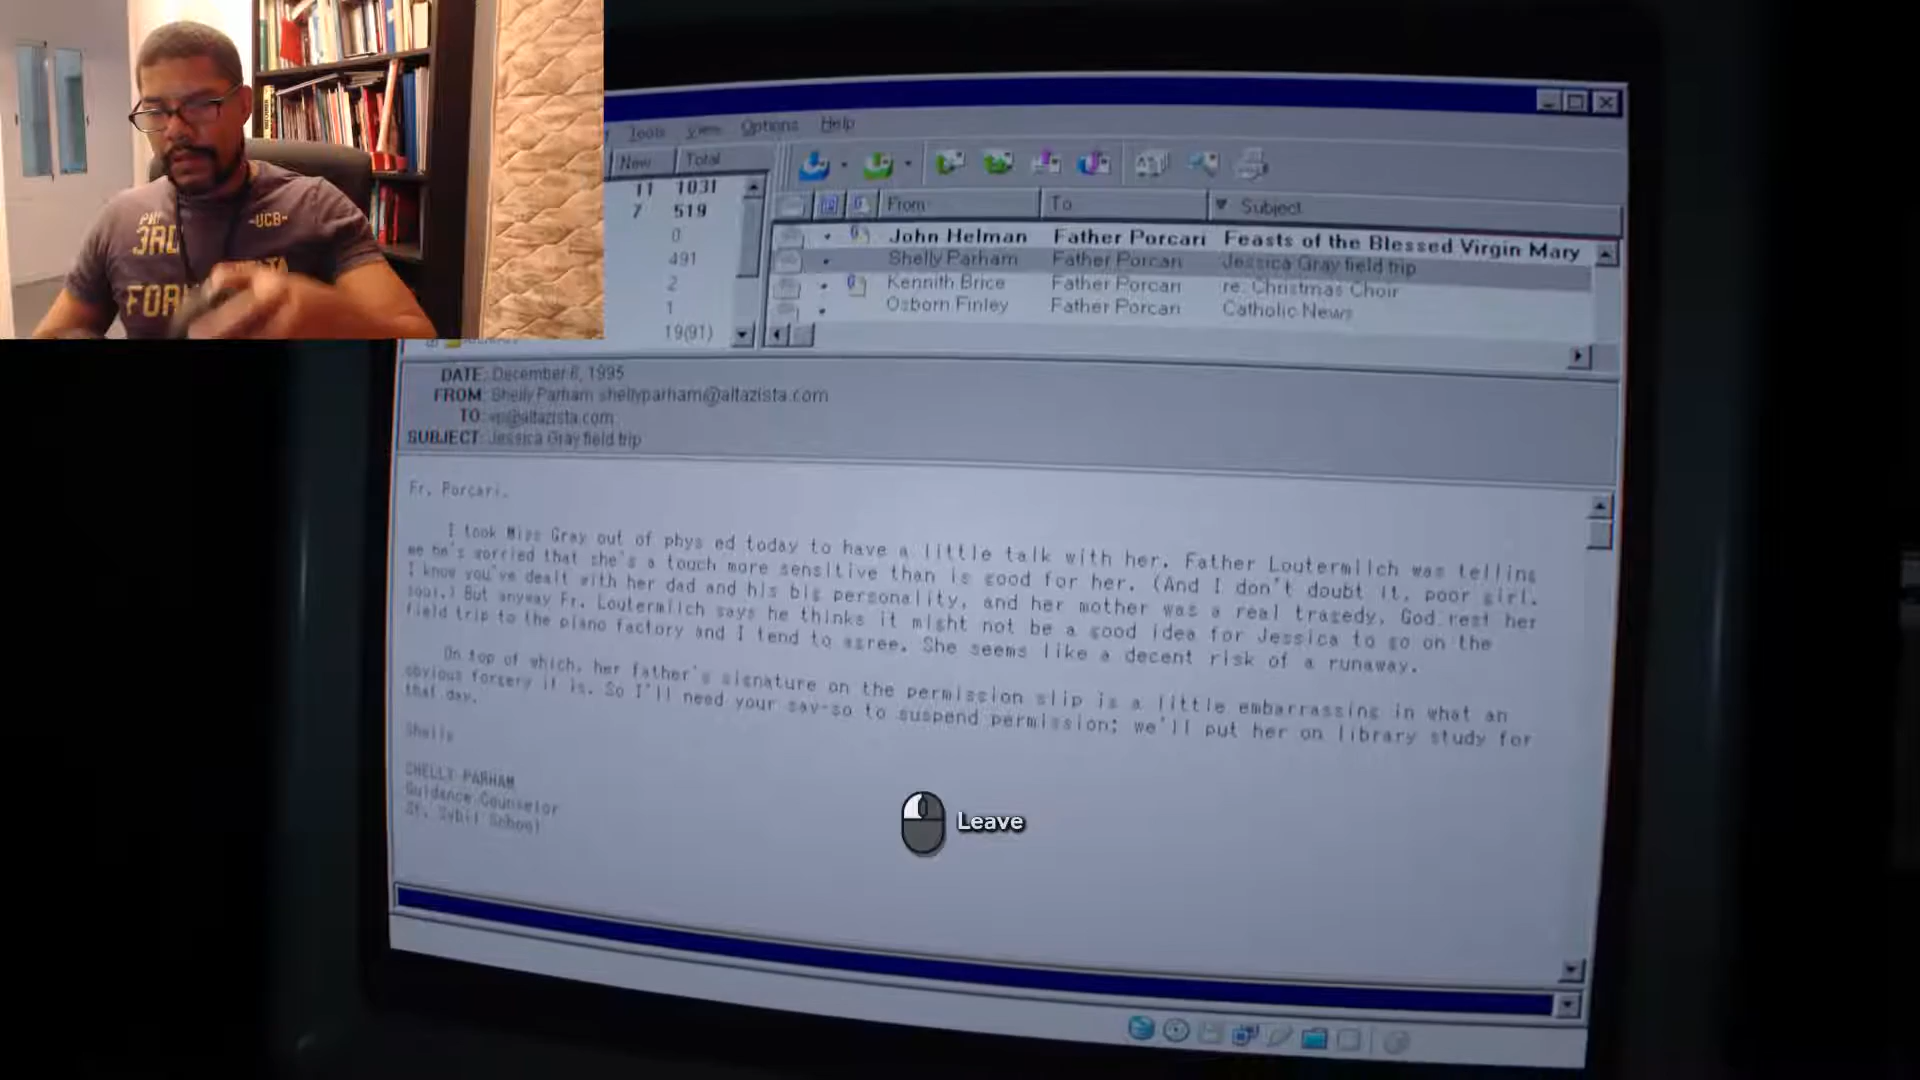 PHI
3RD
-UCB-
FOR
Tools View Options Help
New Total
11 1031
7 519
0
491
2
1
19(91)
From To Subject
John Helman Father Porcari Feasts of the Blessed Virgin Mary
Shelly Parham Father Porcari Jessica Gray field trip
Kennith Brice Father Porcari re: Christmas Choir
Osborn Finley Father Porcari Catholic News
DATE: December 6, 1995
FROM: Shelly Parham shellyparham@altazista.com
TO: vp@altazista.com
SUBJECT: Jessica Gray field trip
Fr. Porcari,
I took Miss Gray out of phys ed today to have a little talk with her. Father Loutermilch was telling
me he's worried that she's a touch more sensitive than is good for her. (And I don't doubt it, poor girl.
I know you've dealt with her dad and his big personality, and her mother was a real tragedy, God rest her
soul.) But anyway Fr. Loutermilch says he thinks it might not be a good idea for Jessica to go on the
field trip to the piano factory and I tend to agree. She seems like a decent risk of a runaway.
On top of which, her father's signature on the permission slip is a little embarrassing in what an
obvious forgery it is. So I'll need your say-so to suspend permission; we'll put her on library study for
that day.
Shelly
SHELLY PARHAM
Guidance Counselor
St. Sybil School
Leave